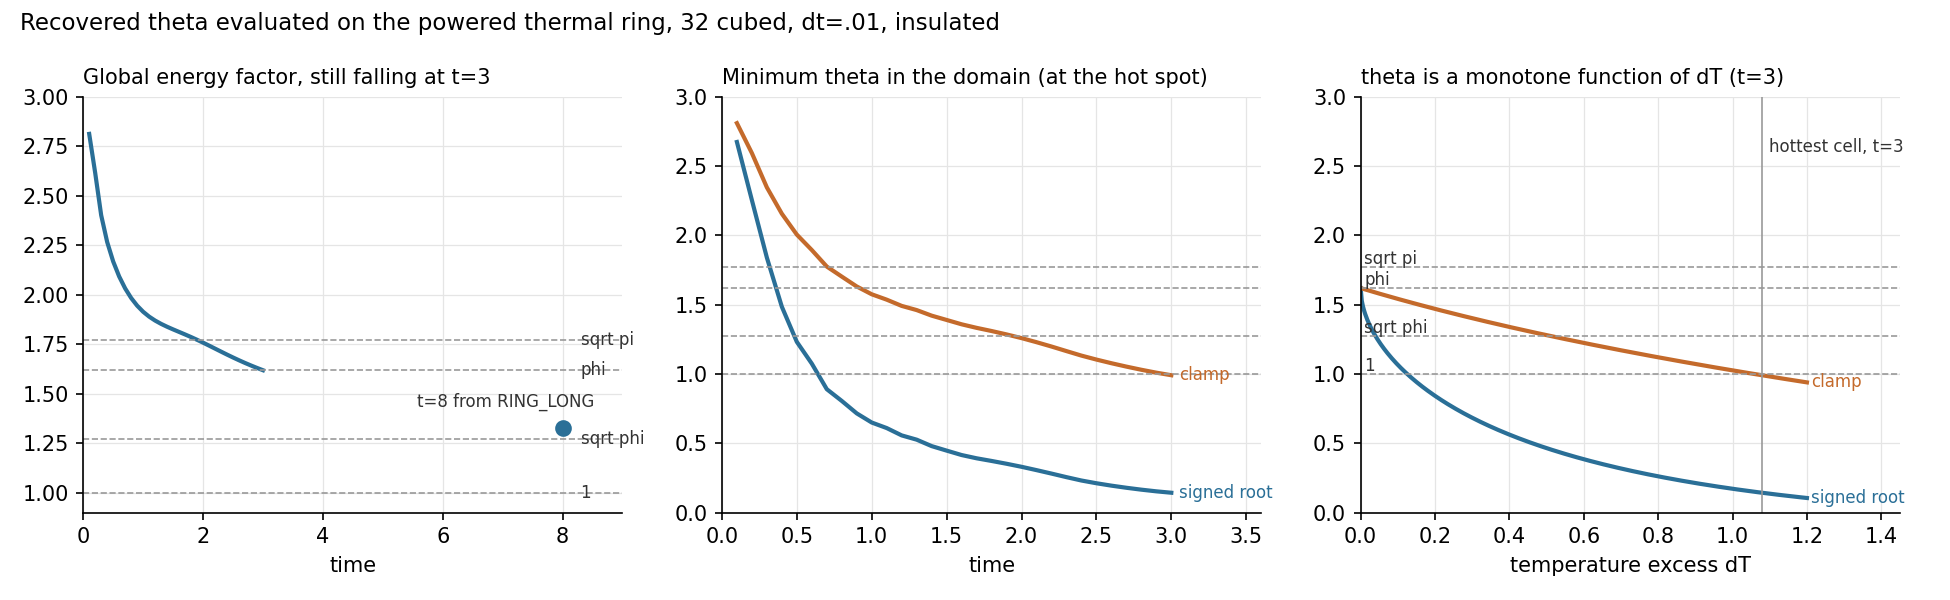 Recovered theta evaluated on the powered thermal ring, 32 cubed, dt=.01, insulated
Global energy factor, still falling at t=3
3.00
2.75
2.50
2.25
2.00
1.75
1.50
1.25
1.00
sqrt pi
phi
t=8 from RING_LONG
sqrt phi
1
0
2
4
6
8
time
Minimum theta in the domain (at the hot spot)
3.0
2.5
2.0
1.5
1.0
0.5
0.0
clamp
signed root
0.0
0.5
1.0
1.5
2.0
2.5
3.0
3.5
time
theta is a monotone function of dT (t=3)
3.0
2.5
2.0
1.5
1.0
0.5
0.0
hottest cell, t=3
sqrt pi
phi
sqrt phi
1
clamp
signed root
0.0
0.2
0.4
0.6
0.8
1.0
1.2
1.4
temperature excess dT